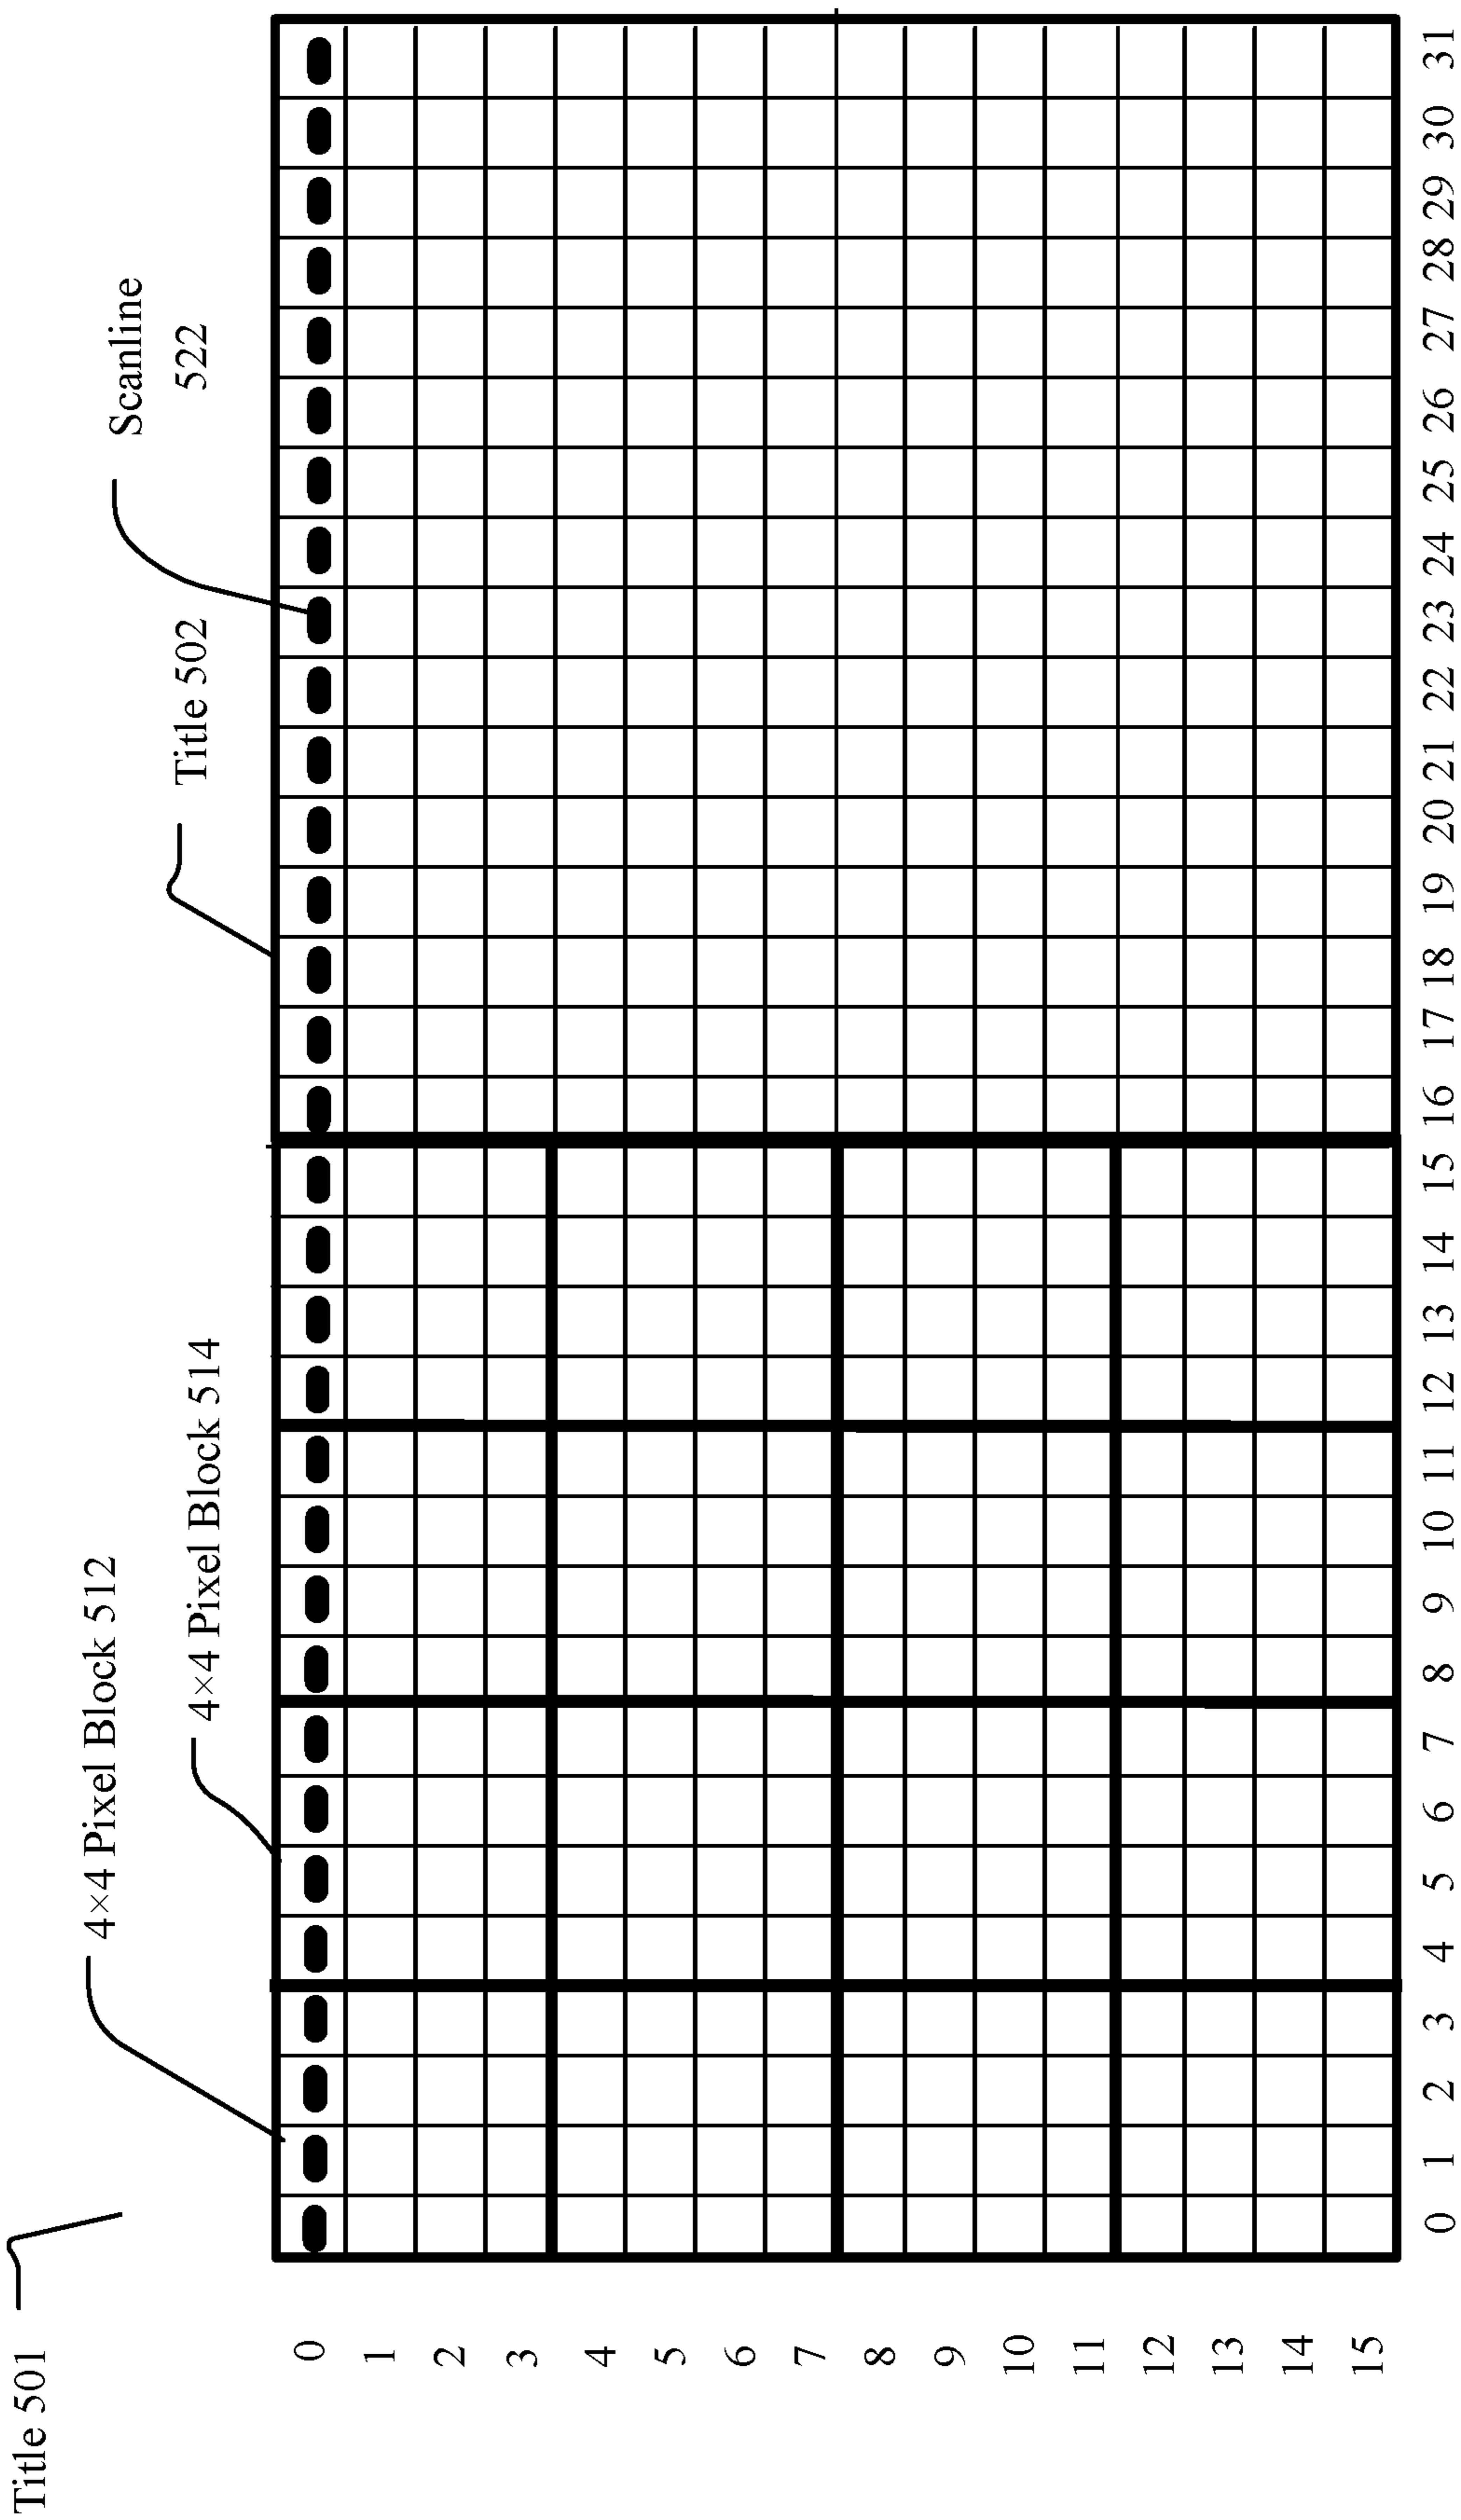 Title 501
4×4 Pixel Block 512
4×4 Pixel Block 514
Title 502
Scanline
522
0
1
2
3
4
5
6
7
8
9
10
11
12
13
14
15
0 1 2 3 4 5 6 7 8 9 10 11 12 13 14 15 16 17 18 19 20 21 22 23 24 25 26 27 28 29 30 31